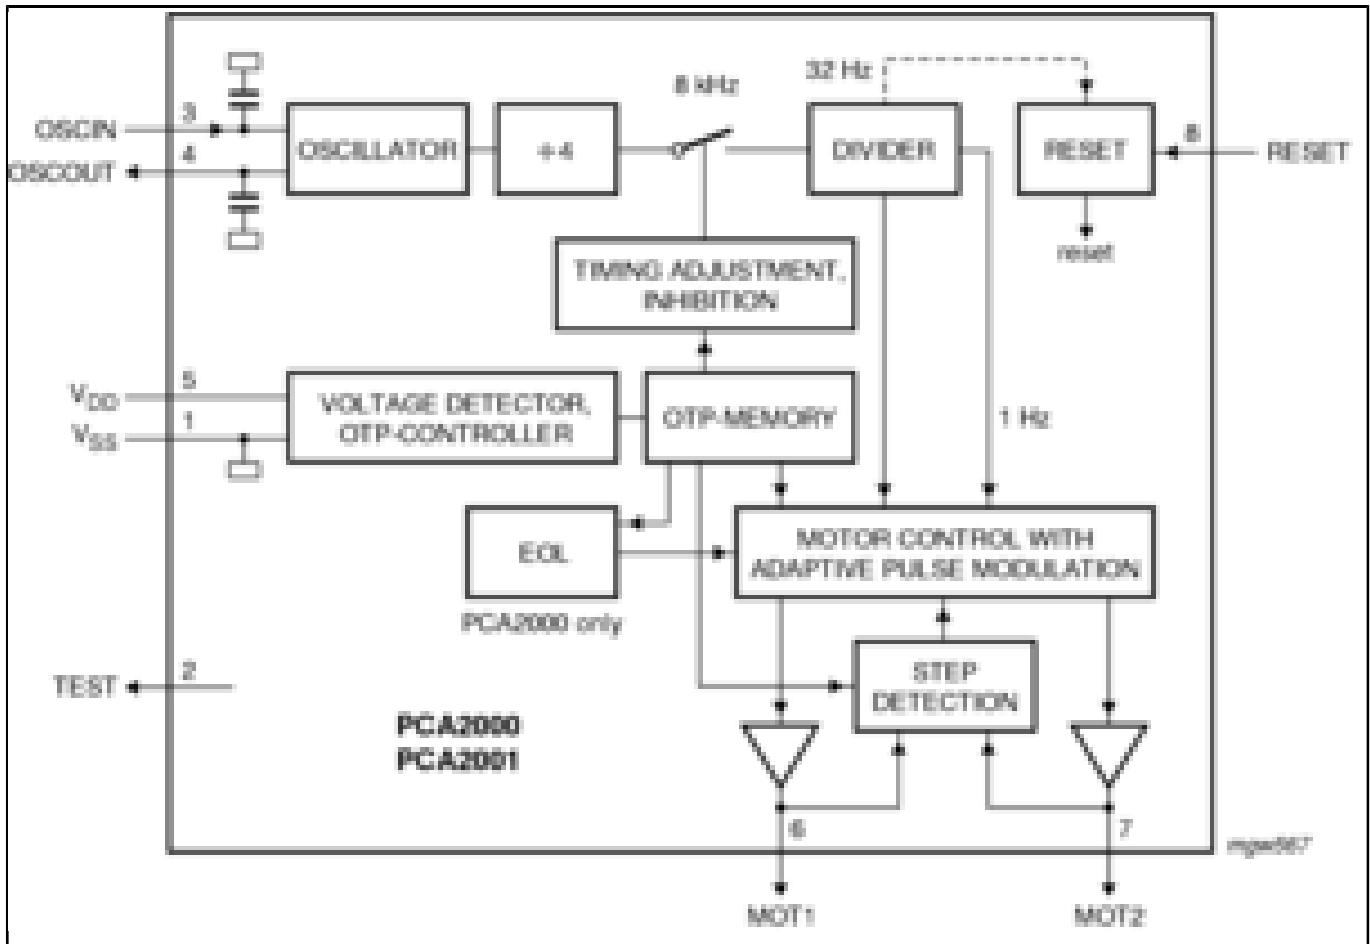 32 Hz
8 kHz
3
OSCIN
OSCILLATOR
÷4
DIVIDER
RESET
8
RESET
4
OSCOUT
reset
TIMING ADJUSTMENT,
INHIBITION
5
VDD
1
VSS
VOLTAGE DETECTOR,
OTP-CONTROLLER
OTP-MEMORY
1 Hz
EOL
PCA2000 only
MOTOR CONTROL WITH
ADAPTIVE PULSE MODULATION
2
TEST
STEP
DETECTION
PCA2000
PCA2001
6
7
mgw567
MOT1
MOT2